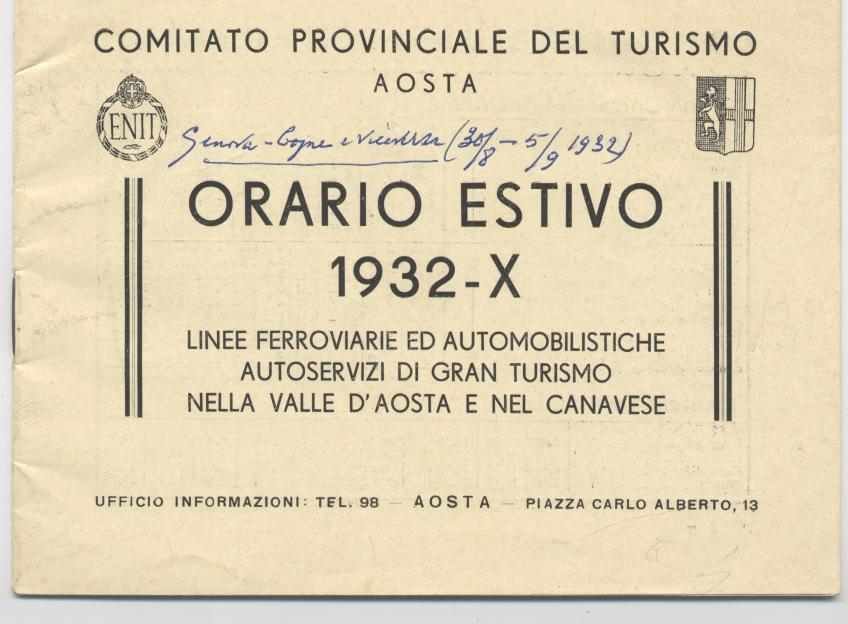 COMITATO PROVINCIALE DEL TURISMO
AOSTA
ENIT
Genova - Cogne e vicevers​a (30/8 - 5/9 1932)
ORARIO ESTIVO
1932-X
LINEE FERROVIARIE ED AUTOMOBILISTICHE
AUTOSERVIZI DI GRAN TURISMO
NELLA VALLE D'AOSTA E NEL CANAVESE
UFFICIO INFORMAZIONI: TEL. 98 — AOSTA — PIAZZA CARLO ALBERTO, 13